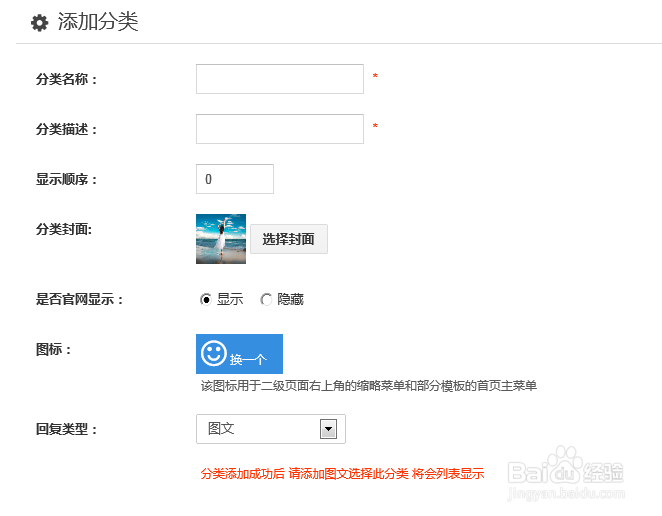 添加分类
分类名称： *
分类描述： *
显示顺序： 0
分类封面: 选择封面
是否官网显示： 显示 隐藏
图标： 换一个
该图标用于二级页面右上角的缩略菜单和部分模板的首页主菜单
回复类型： 图文
分类添加成功后 请添加图文选择此分类 将会列表显示
Baidu 经验
jingyan.baidu.com